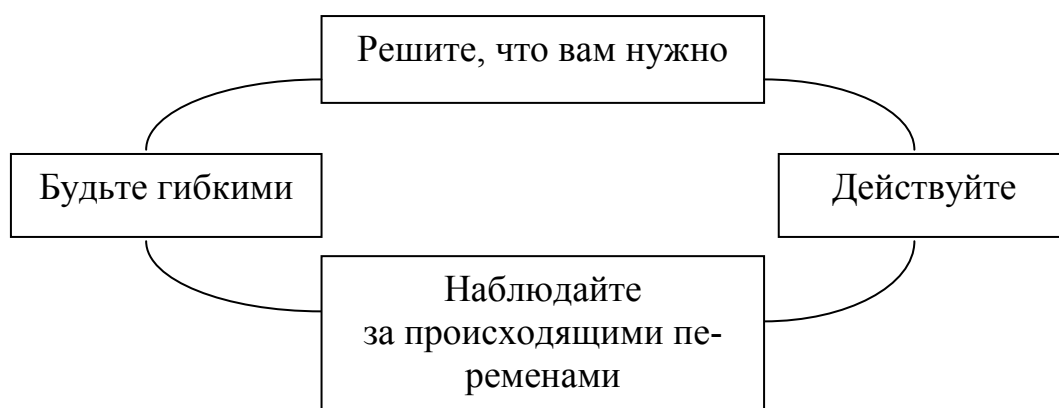 Решите, что вам нужно
Будьте гибкими
Действуйте
Наблюдайте
за происходящими пе-
ременами